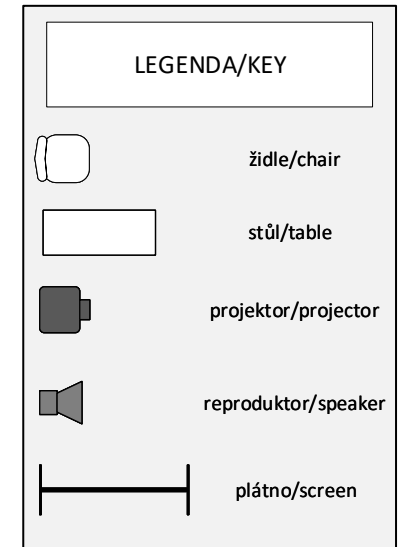 LEGENDA/KEY
židle/chair
stůl/table
projektor/projector
reproduktor/speaker
plátno/screen